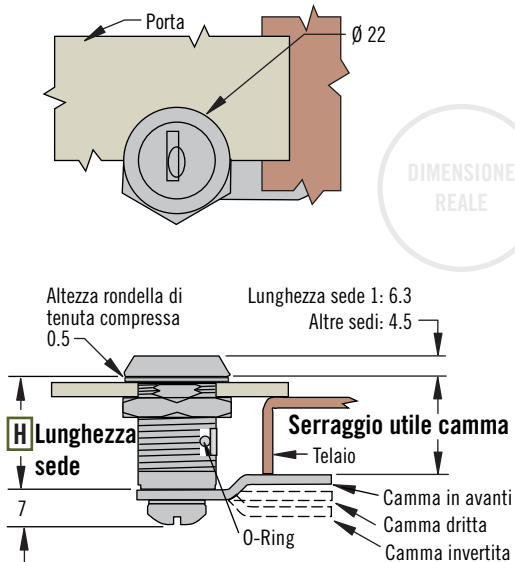 Porta
Ø 22
DIMENSIONE
REALE
Altezza rondella di
tenuta compressa
0.5
Lunghezza sede 1: 6.3
Altre sedi: 4.5
H Lunghezza
sede
Serraggio utile camma
Telaio
7
O-Ring
Camma in avanti
Camma dritta
Camma invertita